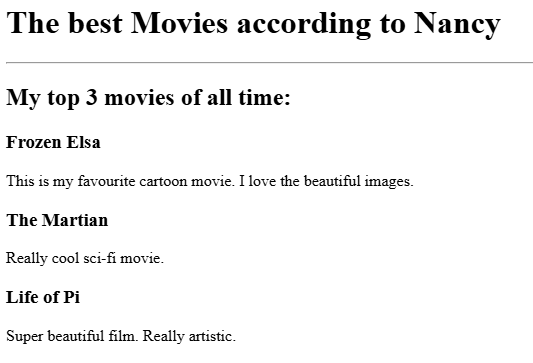 The best Movies according to Nancy
My top 3 movies of all time:
Frozen Elsa
This is my favourite cartoon movie. I love the beautiful images.
The Martian
Really cool sci-fi movie.
Life of Pi
Super beautiful film. Really artistic.